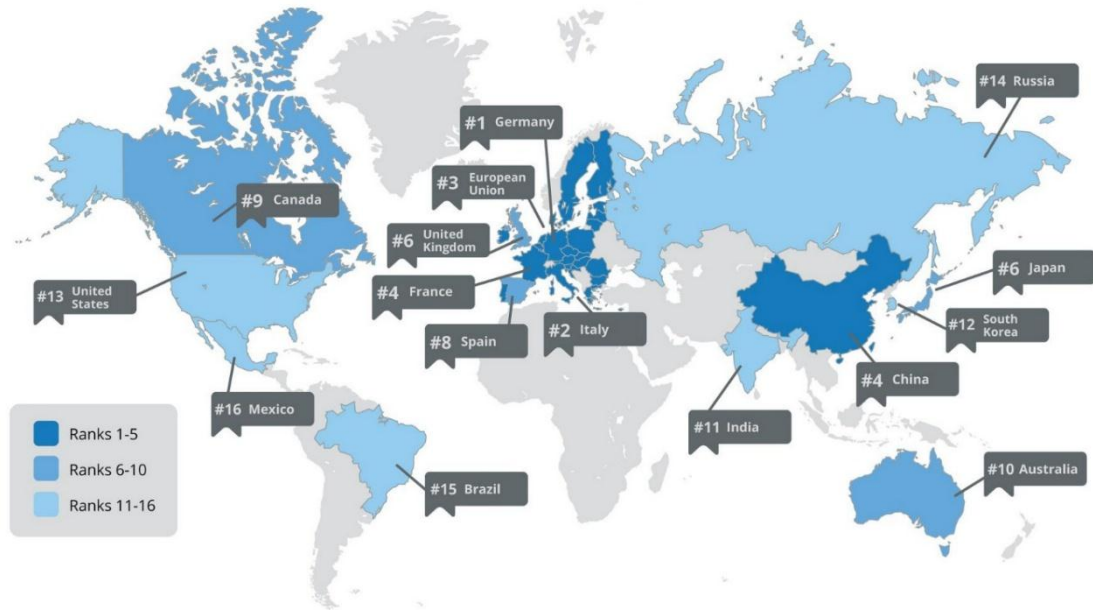 #14 Russia
#1 Germany
#3 European
Union
#9 Canada
#6 United
Kingdom
#6 Japan
#13 United
States
#4 France
#12 South
Korea
#8 Spain
#2 Italy
#4 China
#16 Mexico
#11 India
Ranks 1-5
Ranks 6-10
Ranks 11-16
#15 Brazil
#10 Australia